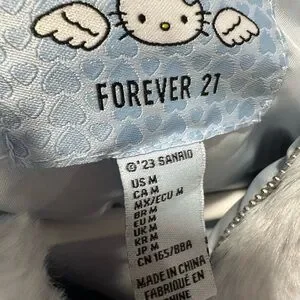 FOREVER 21
©'23 SANRIO
US M
CA M
MX/ECU M
BR M
EU M
UK M
KR M
JP M
CN 165/88A
MADE IN CHINA
FABRIQUÉ EN
CHINE